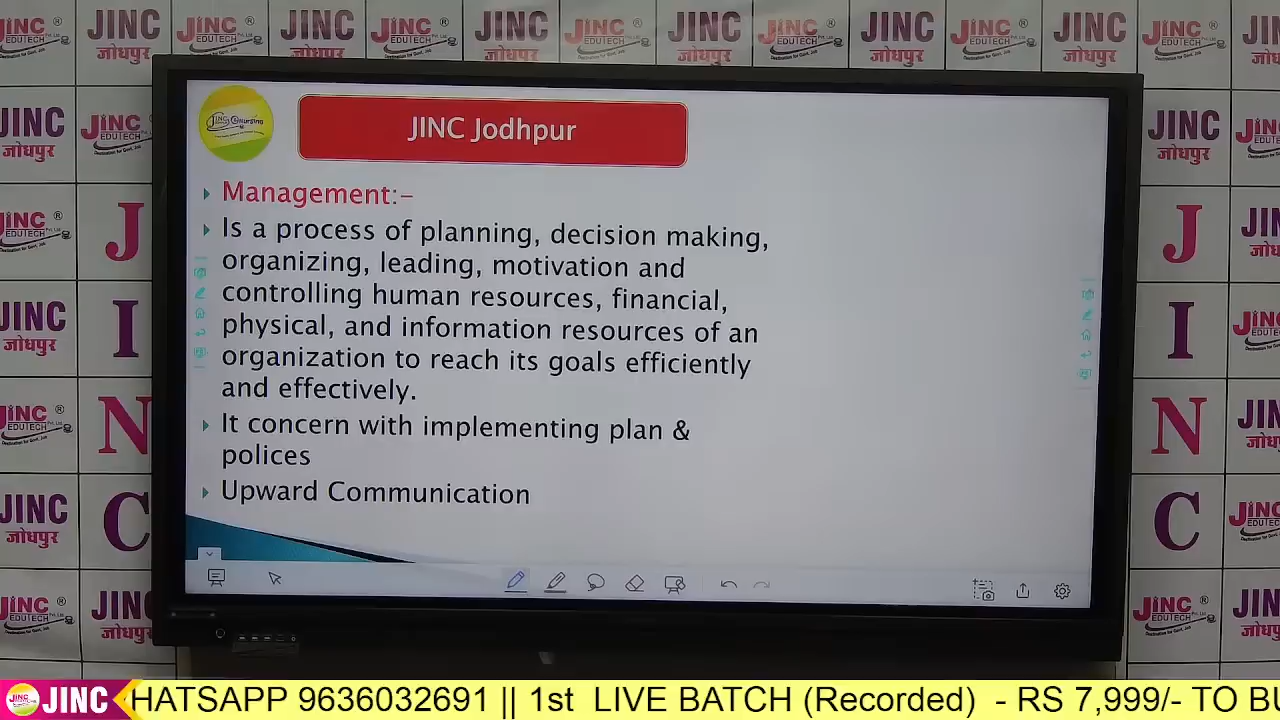 JINC Jodhpur
Management:-
Is a process of planning, decision making,
organizing, leading, motivation and
controlling human resources, financial,
physical, and information resources of an
organization to reach its goals efficiently
and effectively.
It concern with implementing plan &
polices
Upward Communication
J
I
N
C
J
I
N
C
JINC
जोधपुर
JINC
EDUTECH
JINC HATSAPP 9636032691 || 1st LIVE BATCH (Recorded) - RS 7,999/- TO BU